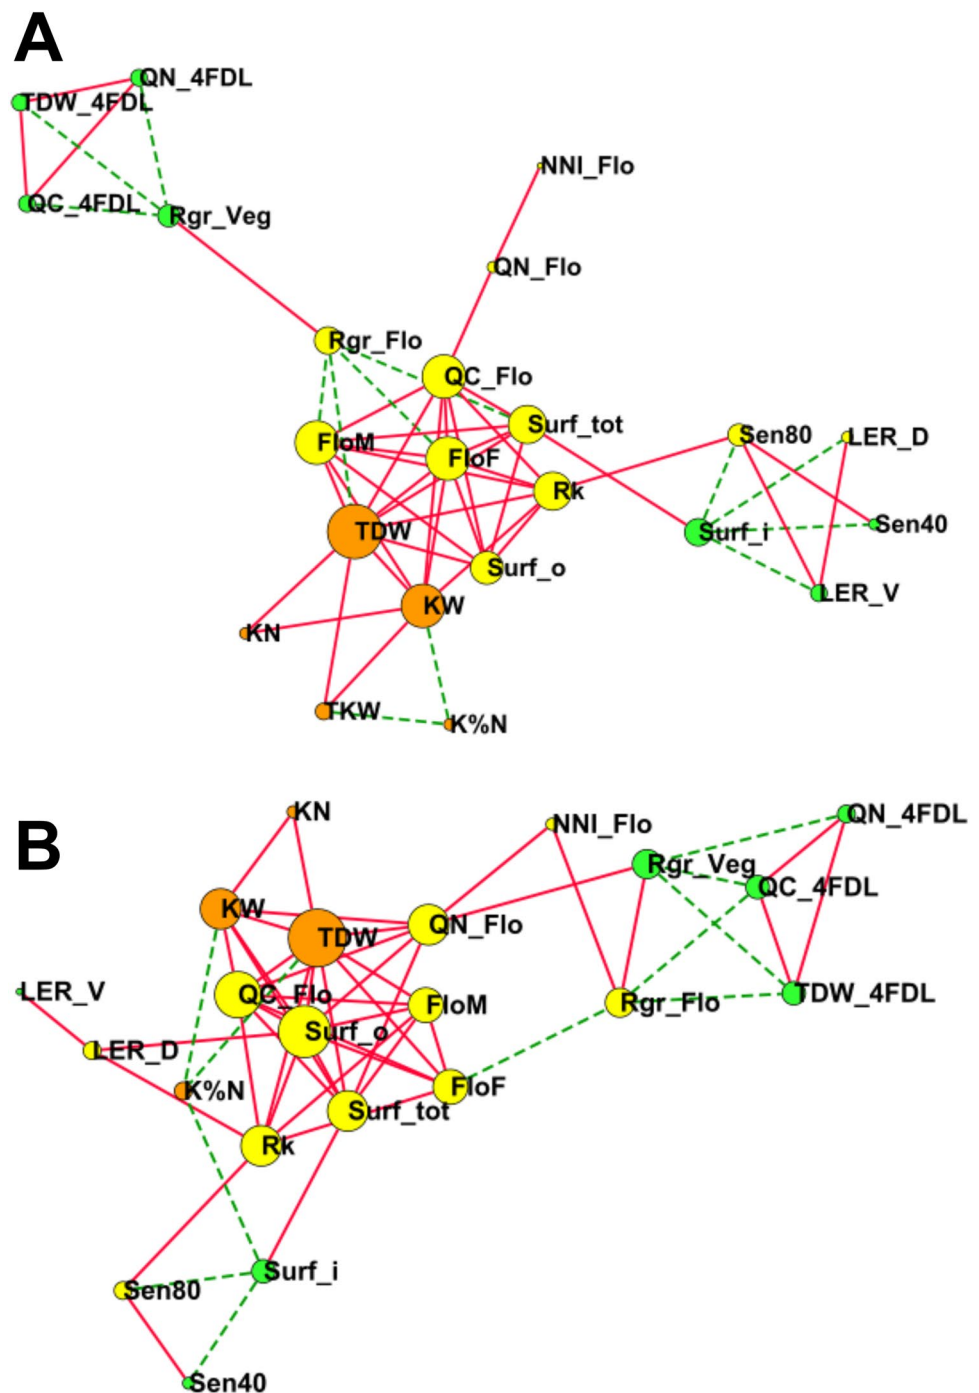 A
QN_4FDL
TDW_4FDL
QC_4FDL
Rgr_Veg
NNI_Flo
QN_Flo
Rgr_Flo
QC_Flo
Surf_tot
FloM
FloF
Sen80
LER_D
Rk
TDW
Surf_i
Sen40
Surf_o
KW
LER_V
KN
TKW
K%N
B
KN
NNI_Flo
QN_4FDL
Rgr_Veg
QC_4FDL
KW
TDW
QN_Flo
LER_V
QC_Flo
FloM
Rgr_Flo
TDW_4FDL
Surf_o
LER_D
K%N
FloF
Surf_tot
Rk
Surf_i
Sen80
Sen40